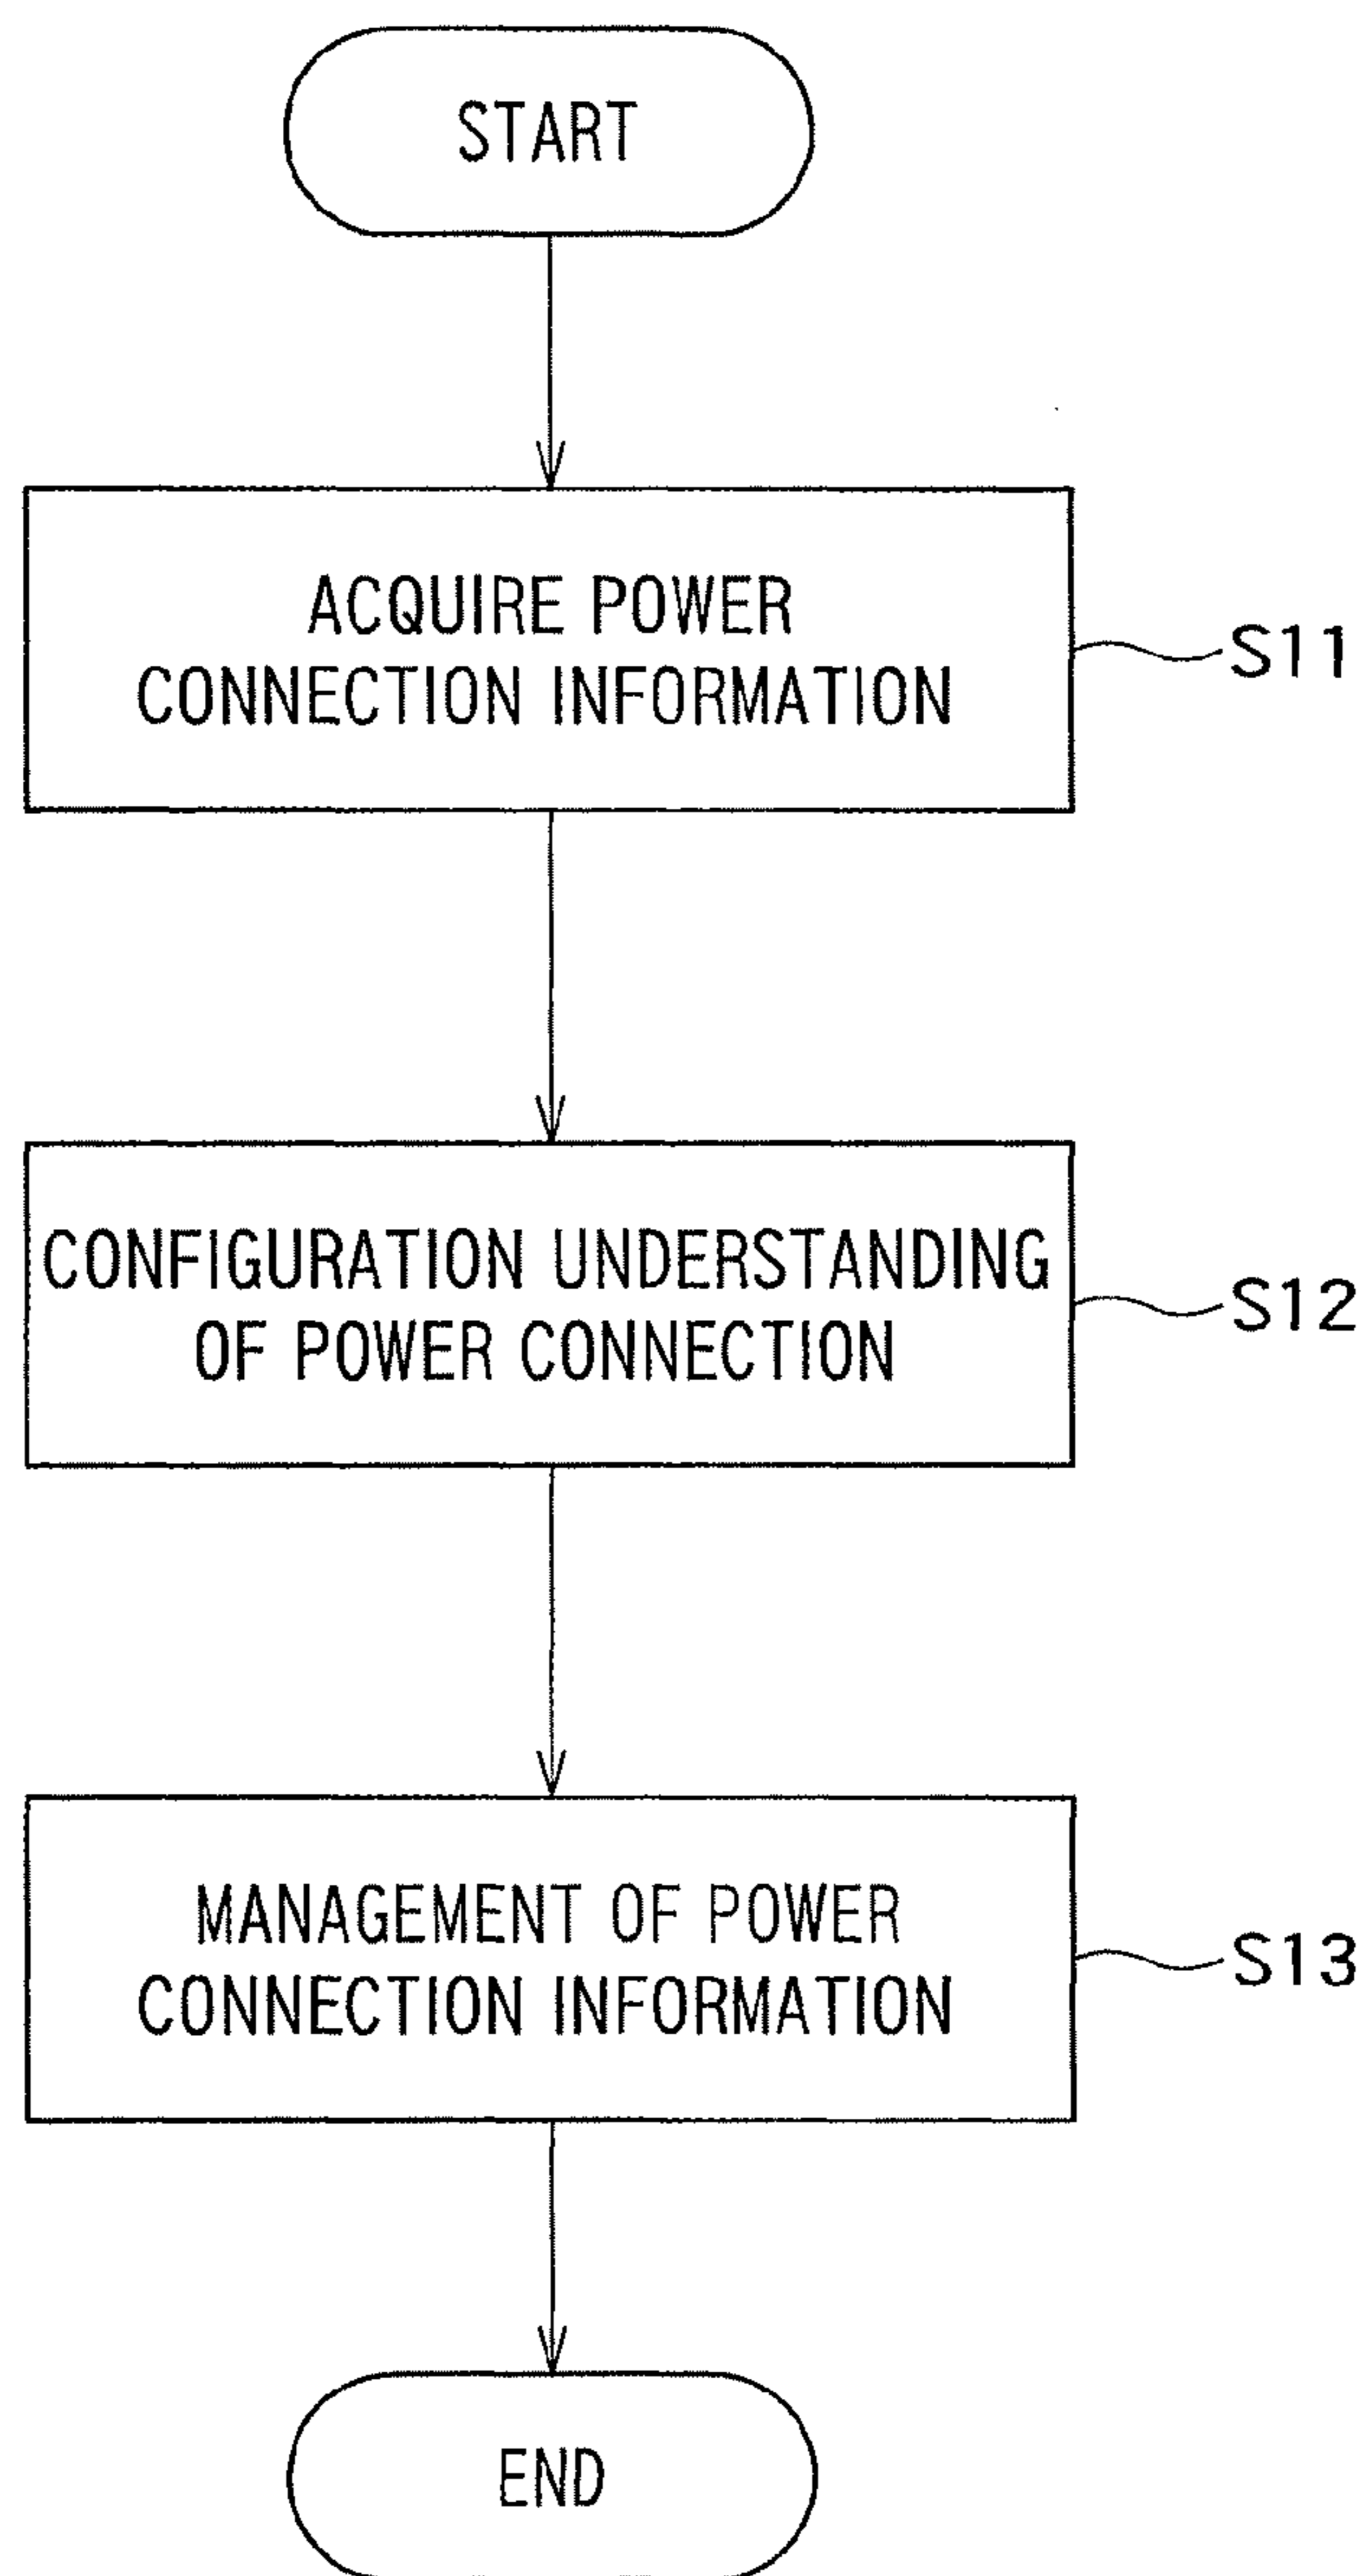 START
ACQUIRE POWER
CONNECTION INFORMATION
S11
CONFIGURATION UNDERSTANDING
OF POWER CONNECTION
S12
MANAGEMENT OF POWER
CONNECTION INFORMATION
S13
END